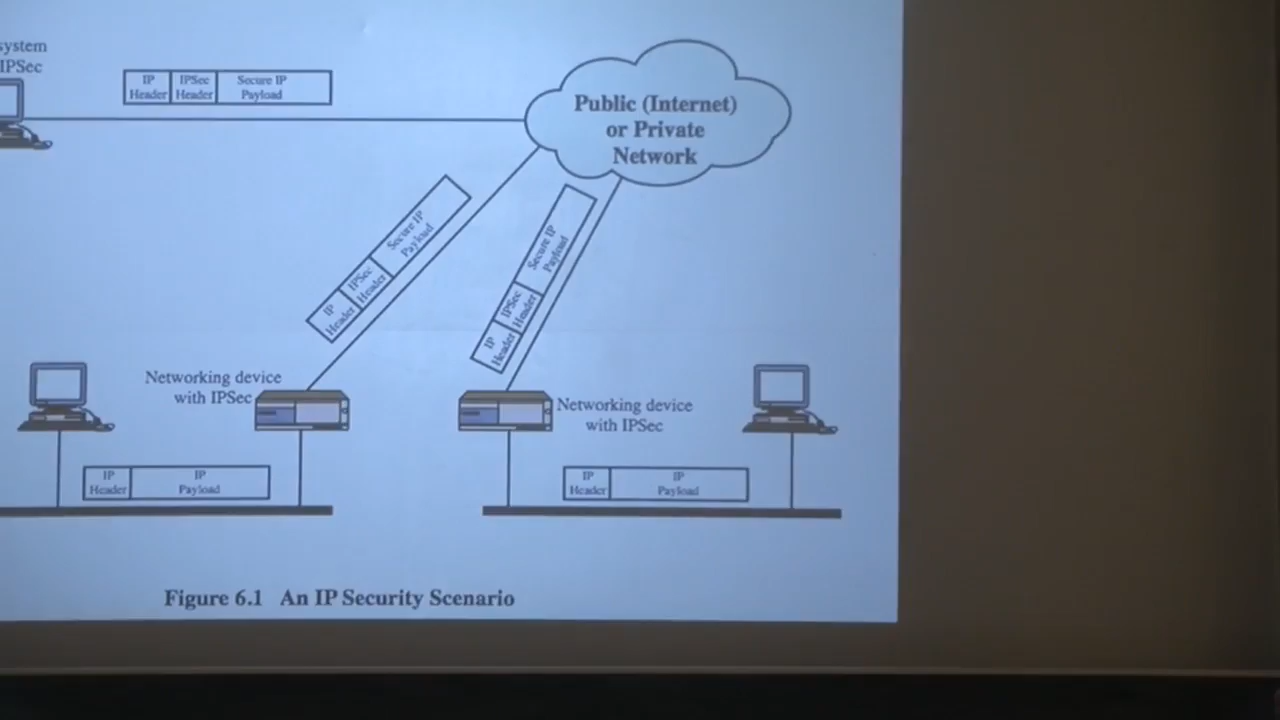 system
IPSec
IP Header
IPSec Header
Secure IP Payload
Public (Internet)
or Private
Network
IP Header
IPSec Header
Secure IP Payload
IP Header
IPSec Header
Secure IP Payload
Networking device
with IPSec
Networking device
with IPSec
IP Header
IP Payload
IP Header
IP Payload
Figure 6.1 An IP Security Scenario